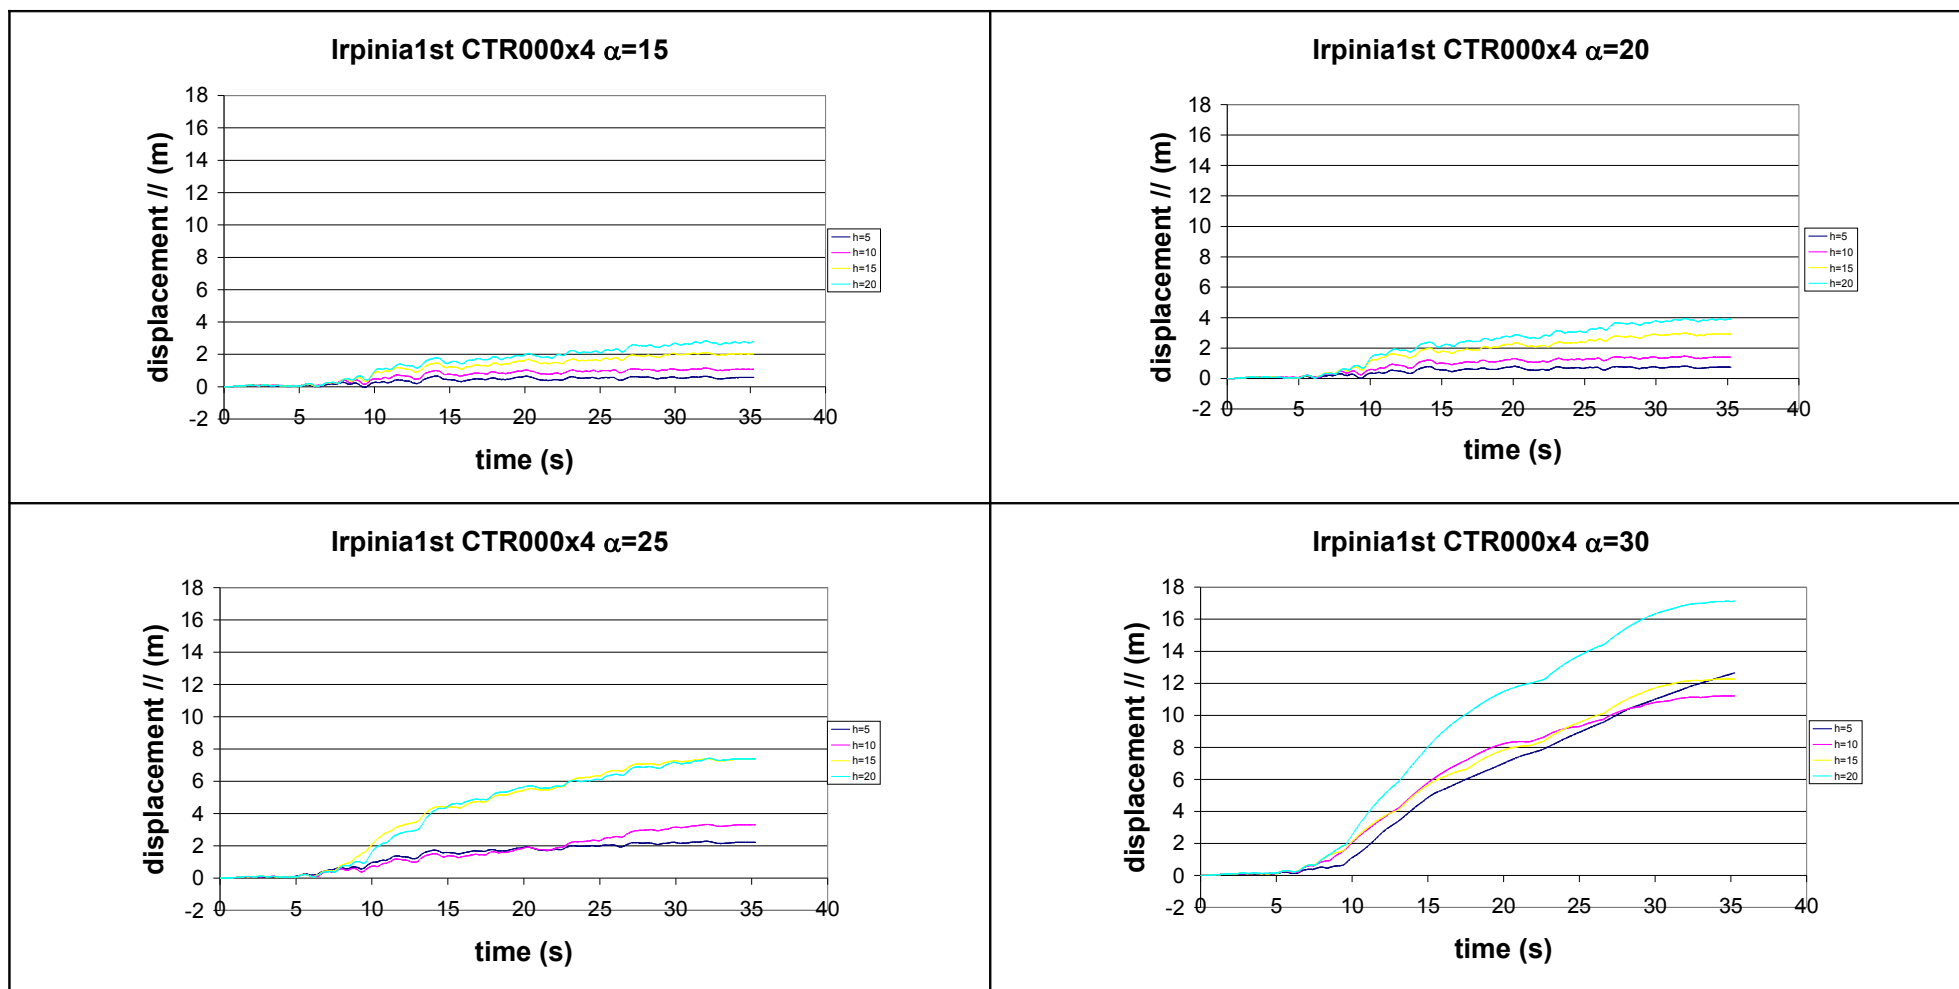 Irpinia1st CTR000x4 α=15
displacement // (m)
18
16
14
12
10
8
6
4
2
0
-2
0 5 10 15 20 25 30 35 40
time (s)
h=5
h=10
h=15
h=20
Irpinia1st CTR000x4 α=20
displacement // (m)
18
16
14
12
10
8
6
4
2
0
-2
0 5 10 15 20 25 30 35 40
time (s)
h=5
h=10
h=15
h=20
Irpinia1st CTR000x4 α=25
displacement // (m)
18
16
14
12
10
8
6
4
2
0
-2
0 5 10 15 20 25 30 35 40
time (s)
h=5
h=10
h=15
h=20
Irpinia1st CTR000x4 α=30
displacement // (m)
18
16
14
12
10
8
6
4
2
0
-2
0 5 10 15 20 25 30 35 40
time (s)
h=5
h=10
h=15
h=20